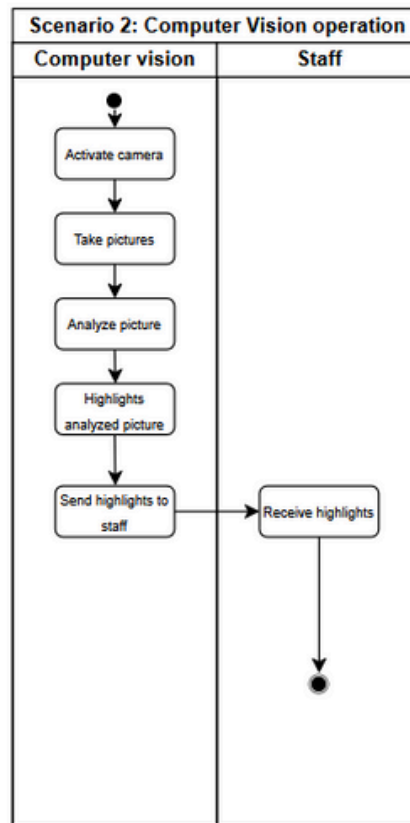 Scenario 2: Computer Vision operation
Computer vision
Staff
Activate camera
Take pictures
Analyze picture
Highlights
analyzed picture
Send highlights to
staff
Receive highlights